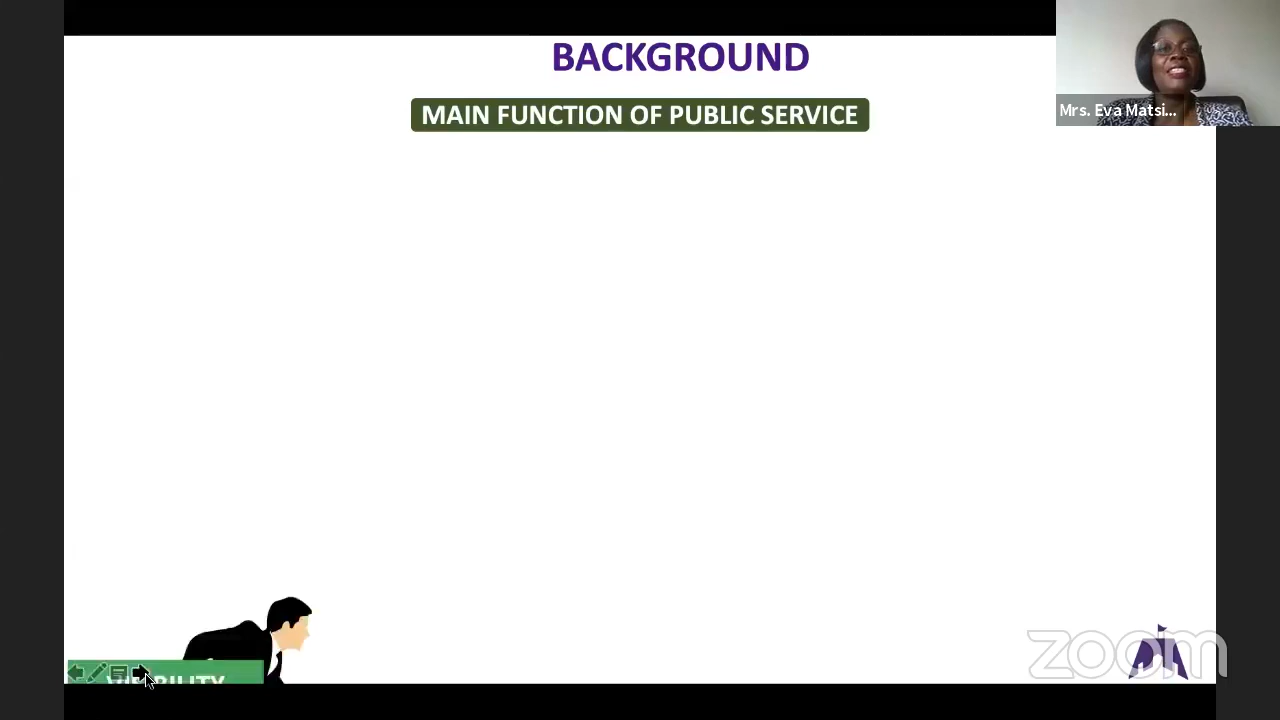 BACKGROUND
MAIN FUNCTION OF PUBLIC SERVICE
Mrs. Eva Matsi...
zoom